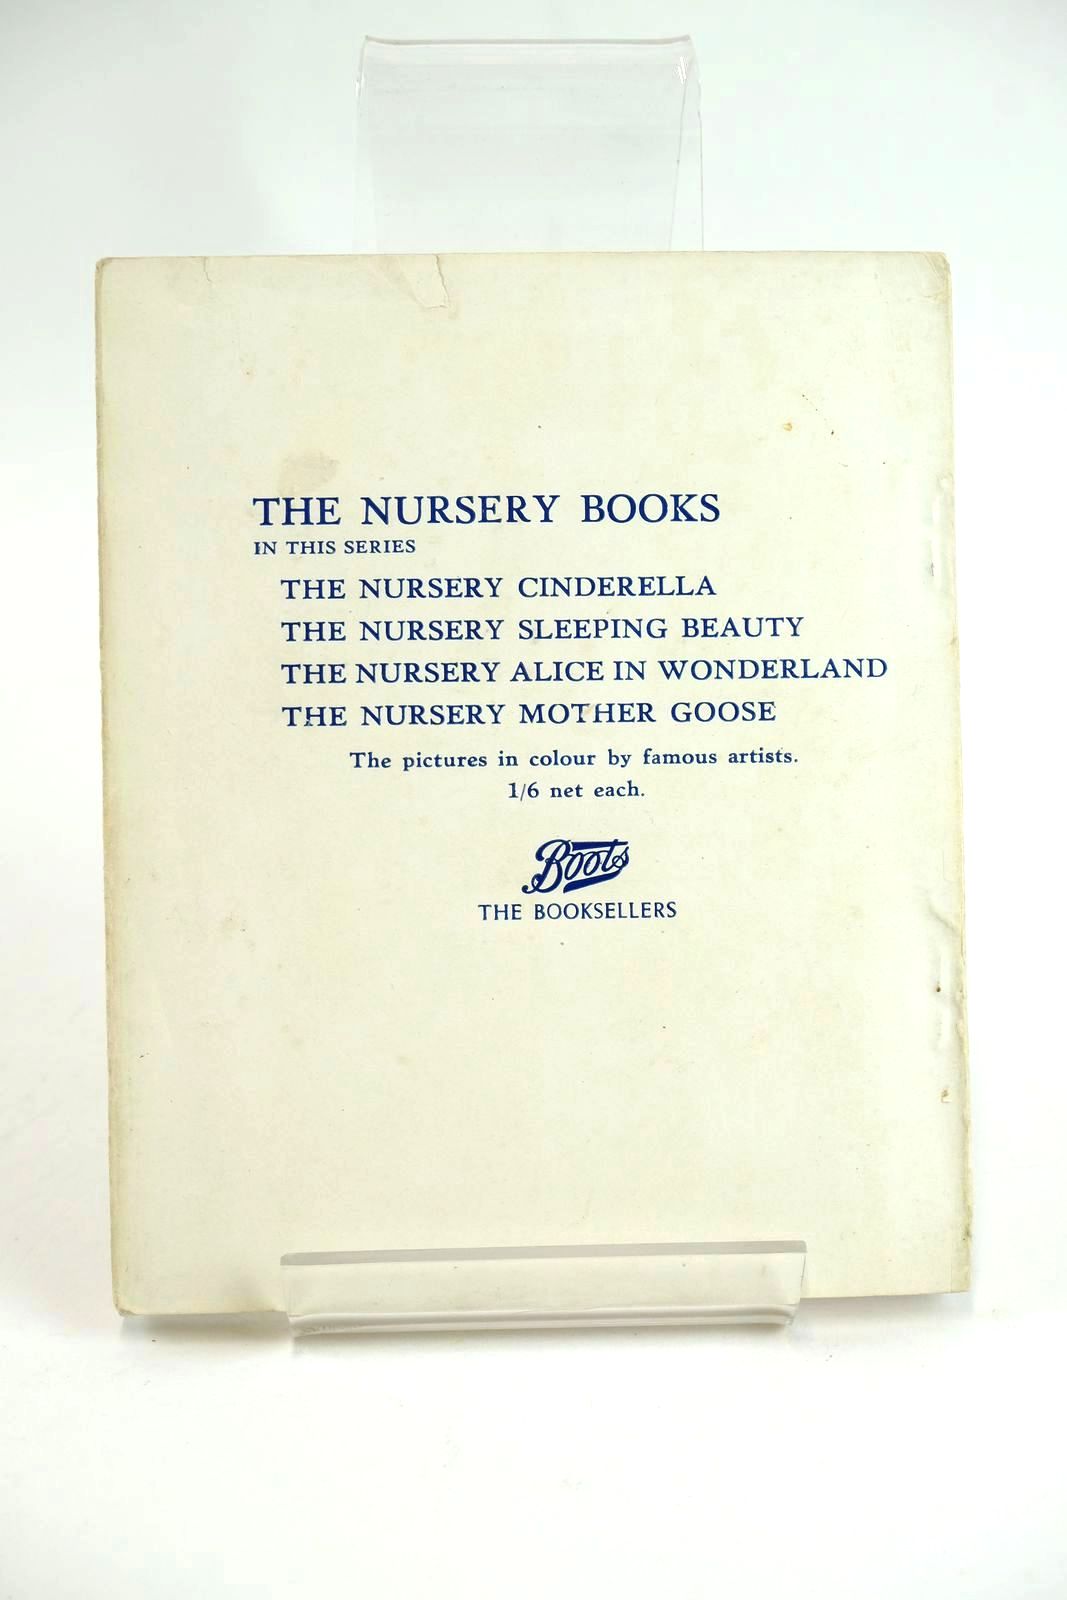 THE NURSERY BOOKS
IN THIS SERIES
THE NURSERY CINDERELLA
THE NURSERY SLEEPING BEAUTY
THE NURSERY ALICE IN WONDERLAND
THE NURSERY MOTHER GOOSE
The pictures in colour by famous artists.
1/6 net each.
Boots
THE BOOKSELLERS